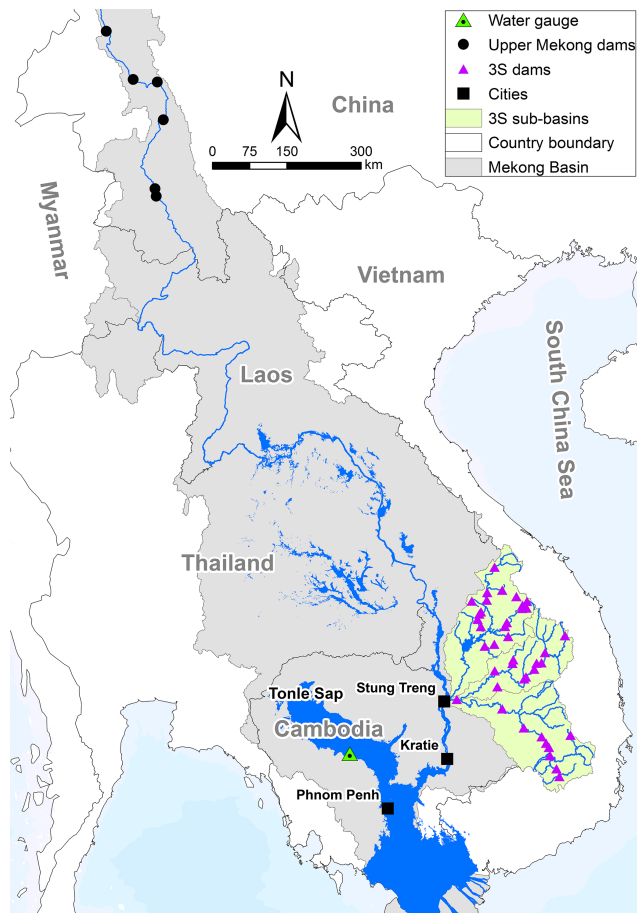 Water gauge
Upper Mekong dams
3S dams
Cities
3S sub-basins
Country boundary
Mekong Basin
N
0 75 150 300
km
China
Myanmar
Vietnam
Laos
South China Sea
Thailand
Tonle Sap
Stung Treng
Cambodia
Kratie
Phnom Penh